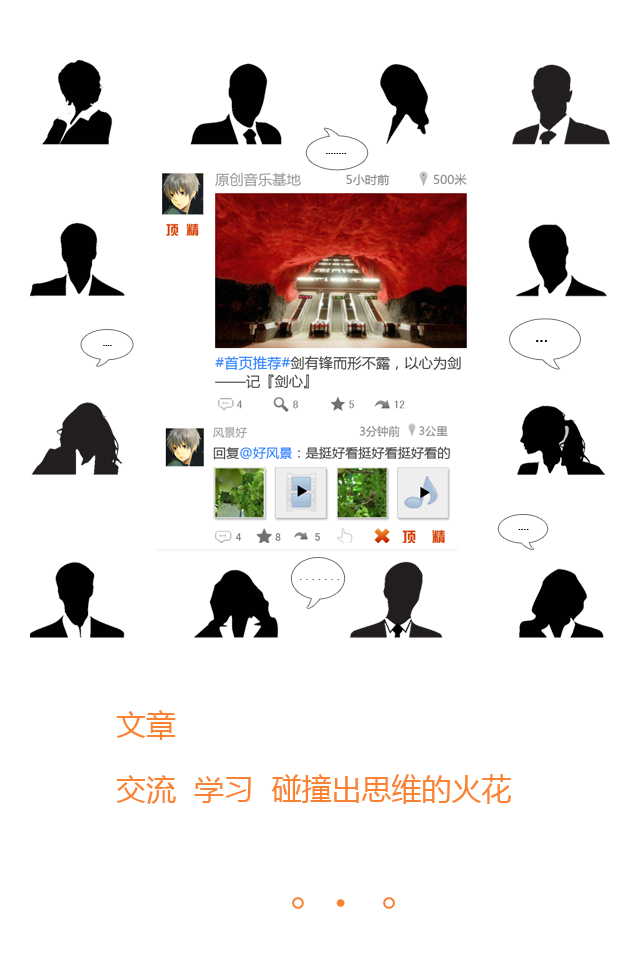 ........
原创音乐基地 5小时前 500米
顶 精
#首页推荐#剑有锋而形不露，以心为剑
——记『剑心』
4 8 5 12
....
...
风景好 3分钟前 3公里
回复@好风景：是挺好看挺好看挺好看的
4 8 5 顶 精
....
.......
文章
交流 学习 碰撞出思维的火花